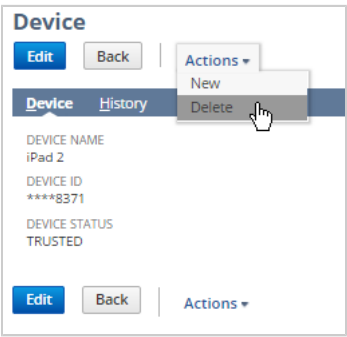 Device
Edit Back Actions
New
Delete
Device History
DEVICE NAME
iPad 2
DEVICE ID
****8371
DEVICE STATUS
TRUSTED
Edit Back Actions